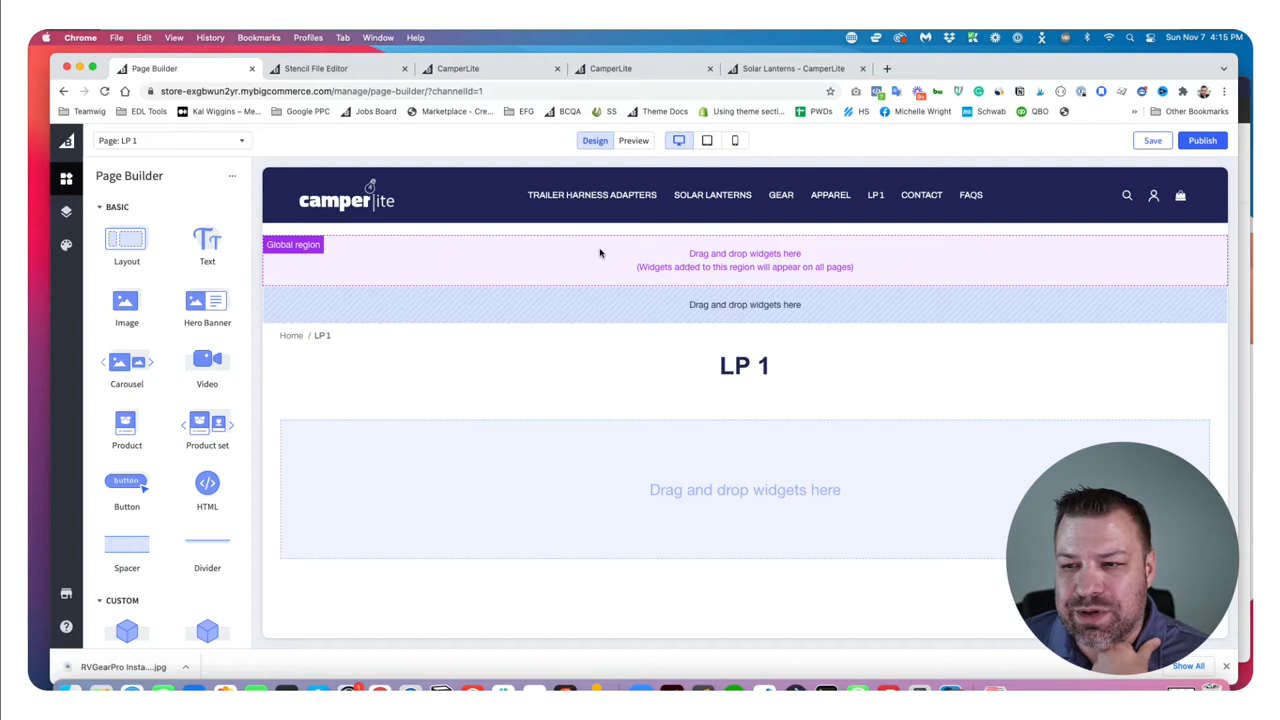 Chrome File Edit View History Bookmarks Profiles Tab Window Help Sun Nov 7 4:15 PM
Page Builder Stencil File Editor CamperLite CamperLite Solar Lanterns - CamperLite
store-exgbwun2yr.mybigcommerce.com/manage/page-builder/?channelId=1
Teamwig EDL Tools Kai Wiggins – My St... Google PPC Jobs Board Marketplace - Cre... EFG BCQA SS Theme Docs Using theme secti... PWDs HS Michelle Wright Invoices Schwab QBO » Other Bookmarks
Page: LP 1 Design Preview Save Publish
Page Builder
BASIC
Layout Text
Image Hero Banner
Carousel Video
Product Product set
button
Button HTML
Spacer Divider
CUSTOM
camperlite TRAILER HARNESS ADAPTERS SOLAR LANTERNS GEAR APPAREL LP 1 CONTACT FAQS
Global region
Drag and drop widgets here
(Widgets added to this region will appear on all pages)
Drag and drop widgets here
Home / LP 1
LP 1
Drag and drop widgets here
RVGearPro Insta....jpg Show All